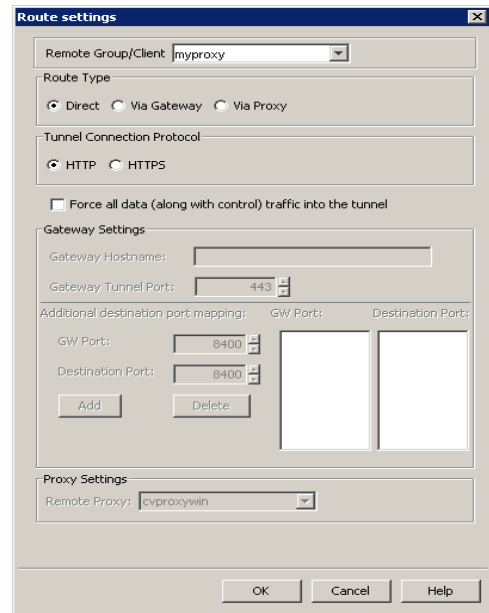 Route settings
Remote Group/Client myproxy
Route Type
Direct Via Gateway Via Proxy
Tunnel Connection Protocol
HTTP HTTPS
Force all data (along with control) traffic into the tunnel
Gateway Settings
Gateway Hostname:
Gateway Tunnel Port: 443
Additional destination port mapping: GW Port: Destination Port:
GW Port: 8400
Destination Port: 8400
Add Delete
Proxy Settings
Remote Proxy: cvproxywin
OK Cancel Help